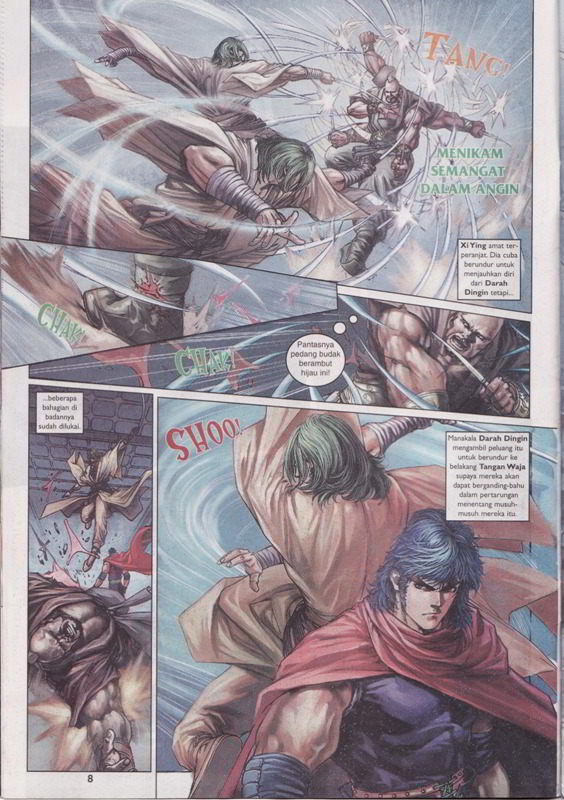 TANG!
MENIKAM
SEMANGAT
DALAM ANGIN
Xi Ying amat ter-
peranjat. Dia cuba
berundur untuk
menjauhkan diri
dari Darah
Dingin tetapi...
CHAK!
CHAK!
Pantasnya
pedang budak
berambut
hijau ini!
...beberapa
bahagian di
badannya
sudah dilukai.
SHOO!
Manakala Darah Dingin
mengambil peluang itu
untuk berundur ke
belakang Tangan Waja
supaya mereka akan
dapat berganding-bahu
dalam pertarungan
menentang musuh-
musuh mereka itu.
8